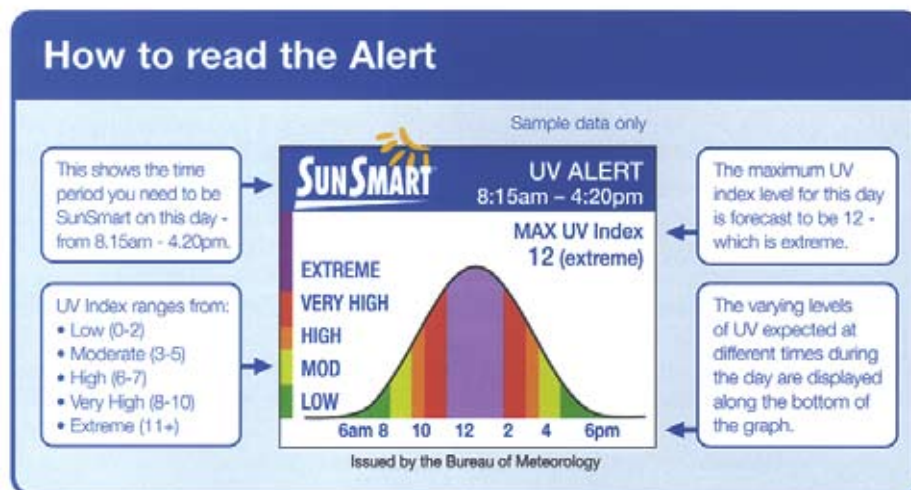 How to read the Alert
Sample data only
This shows the time
period you need to be
SunSmart on this day -
from 8.15am - 4.20pm.
UV Index ranges from:
• Low (0-2)
• Moderate (3-5)
• High (6-7)
• Very High (8-10)
• Extreme (11+)
SUNSMART
UV ALERT
8:15am – 4:20pm
MAX UV Index
12 (extreme)
EXTREME
VERY HIGH
HIGH
MOD
LOW
6am 8 10 12 2 4 6pm
Issued by the Bureau of Meteorology
The maximum UV
index level for this day
is forecast to be 12 -
which is extreme.
The varying levels
of UV expected at
different times during
the day are displayed
along the bottom of
the graph.